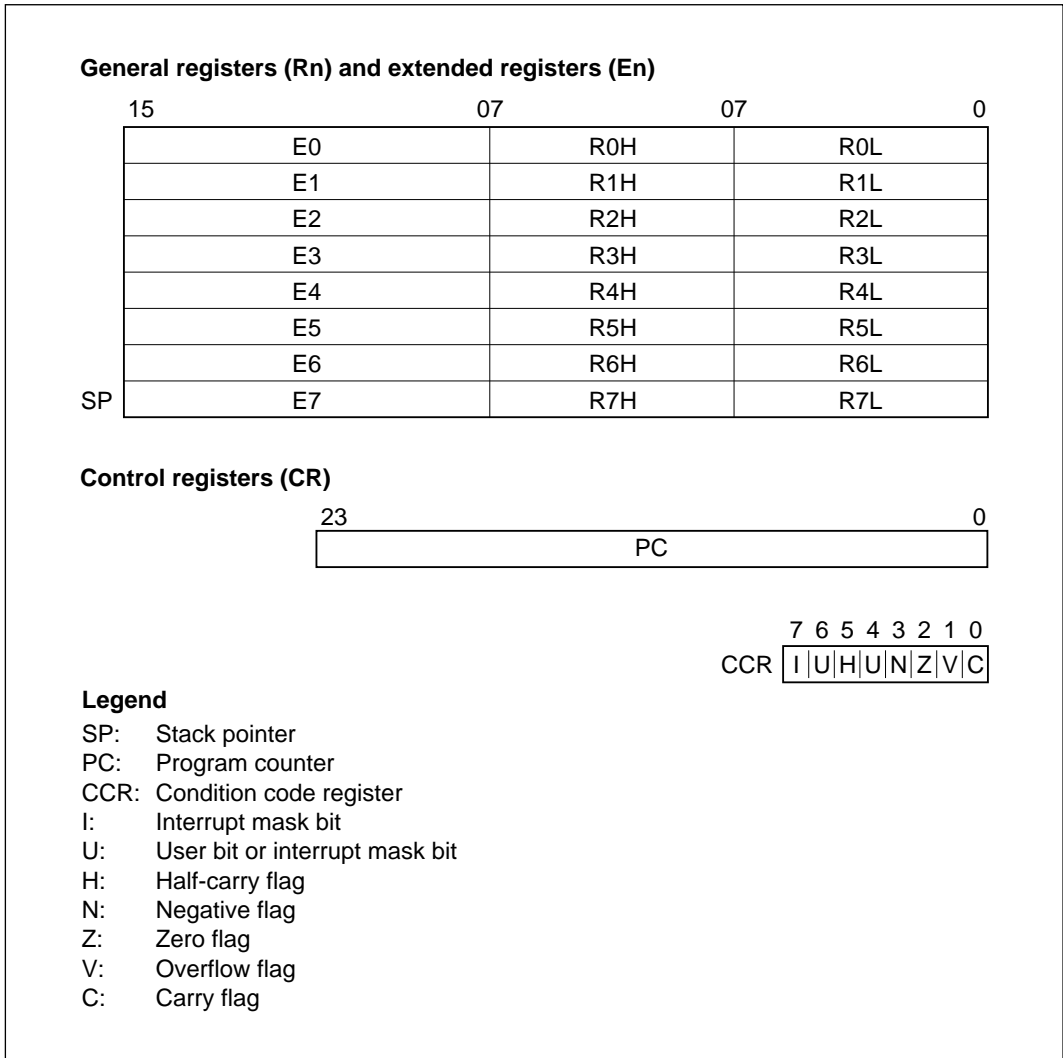 General registers (Rn) and extended registers (En)
15 07 07 0
E0 R0H R0L
E1 R1H R1L
E2 R2H R2L
E3 R3H R3L
E4 R4H R4L
E5 R5H R5L
E6 R6H R6L
SP E7 R7H R7L
Control registers (CR)
23 0
PC
7 6 5 4 3 2 1 0
CCR I U H U N Z V C
Legend
SP: Stack pointer
PC: Program counter
CCR: Condition code register
I: Interrupt mask bit
U: User bit or interrupt mask bit
H: Half-carry flag
N: Negative flag
Z: Zero flag
V: Overflow flag
C: Carry flag